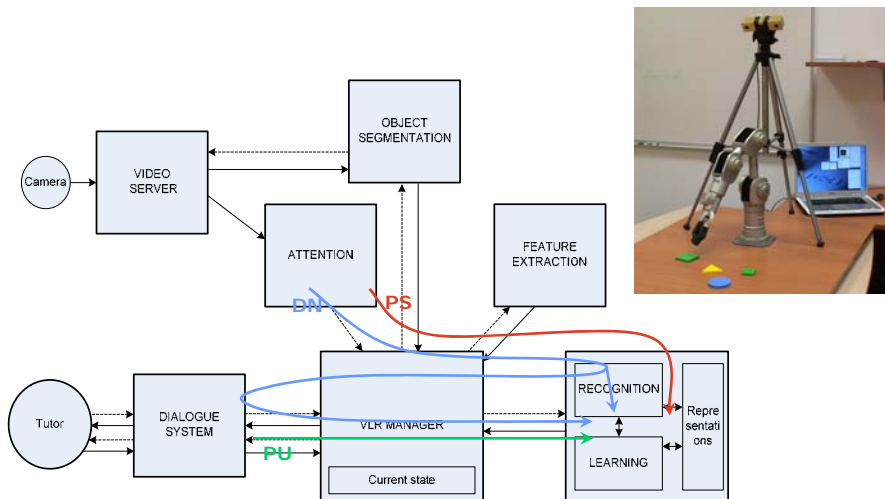 OBJECT
SEGMENTATION
Camera
VIDEO
SERVER
ATTENTION
FEATURE
EXTRACTION
DN
PS
Tutor
DIALOGUE
SYSTEM
VLR MANAGER
RECOGNITION
Repre
sentati
ons
PU
LEARNING
Current state